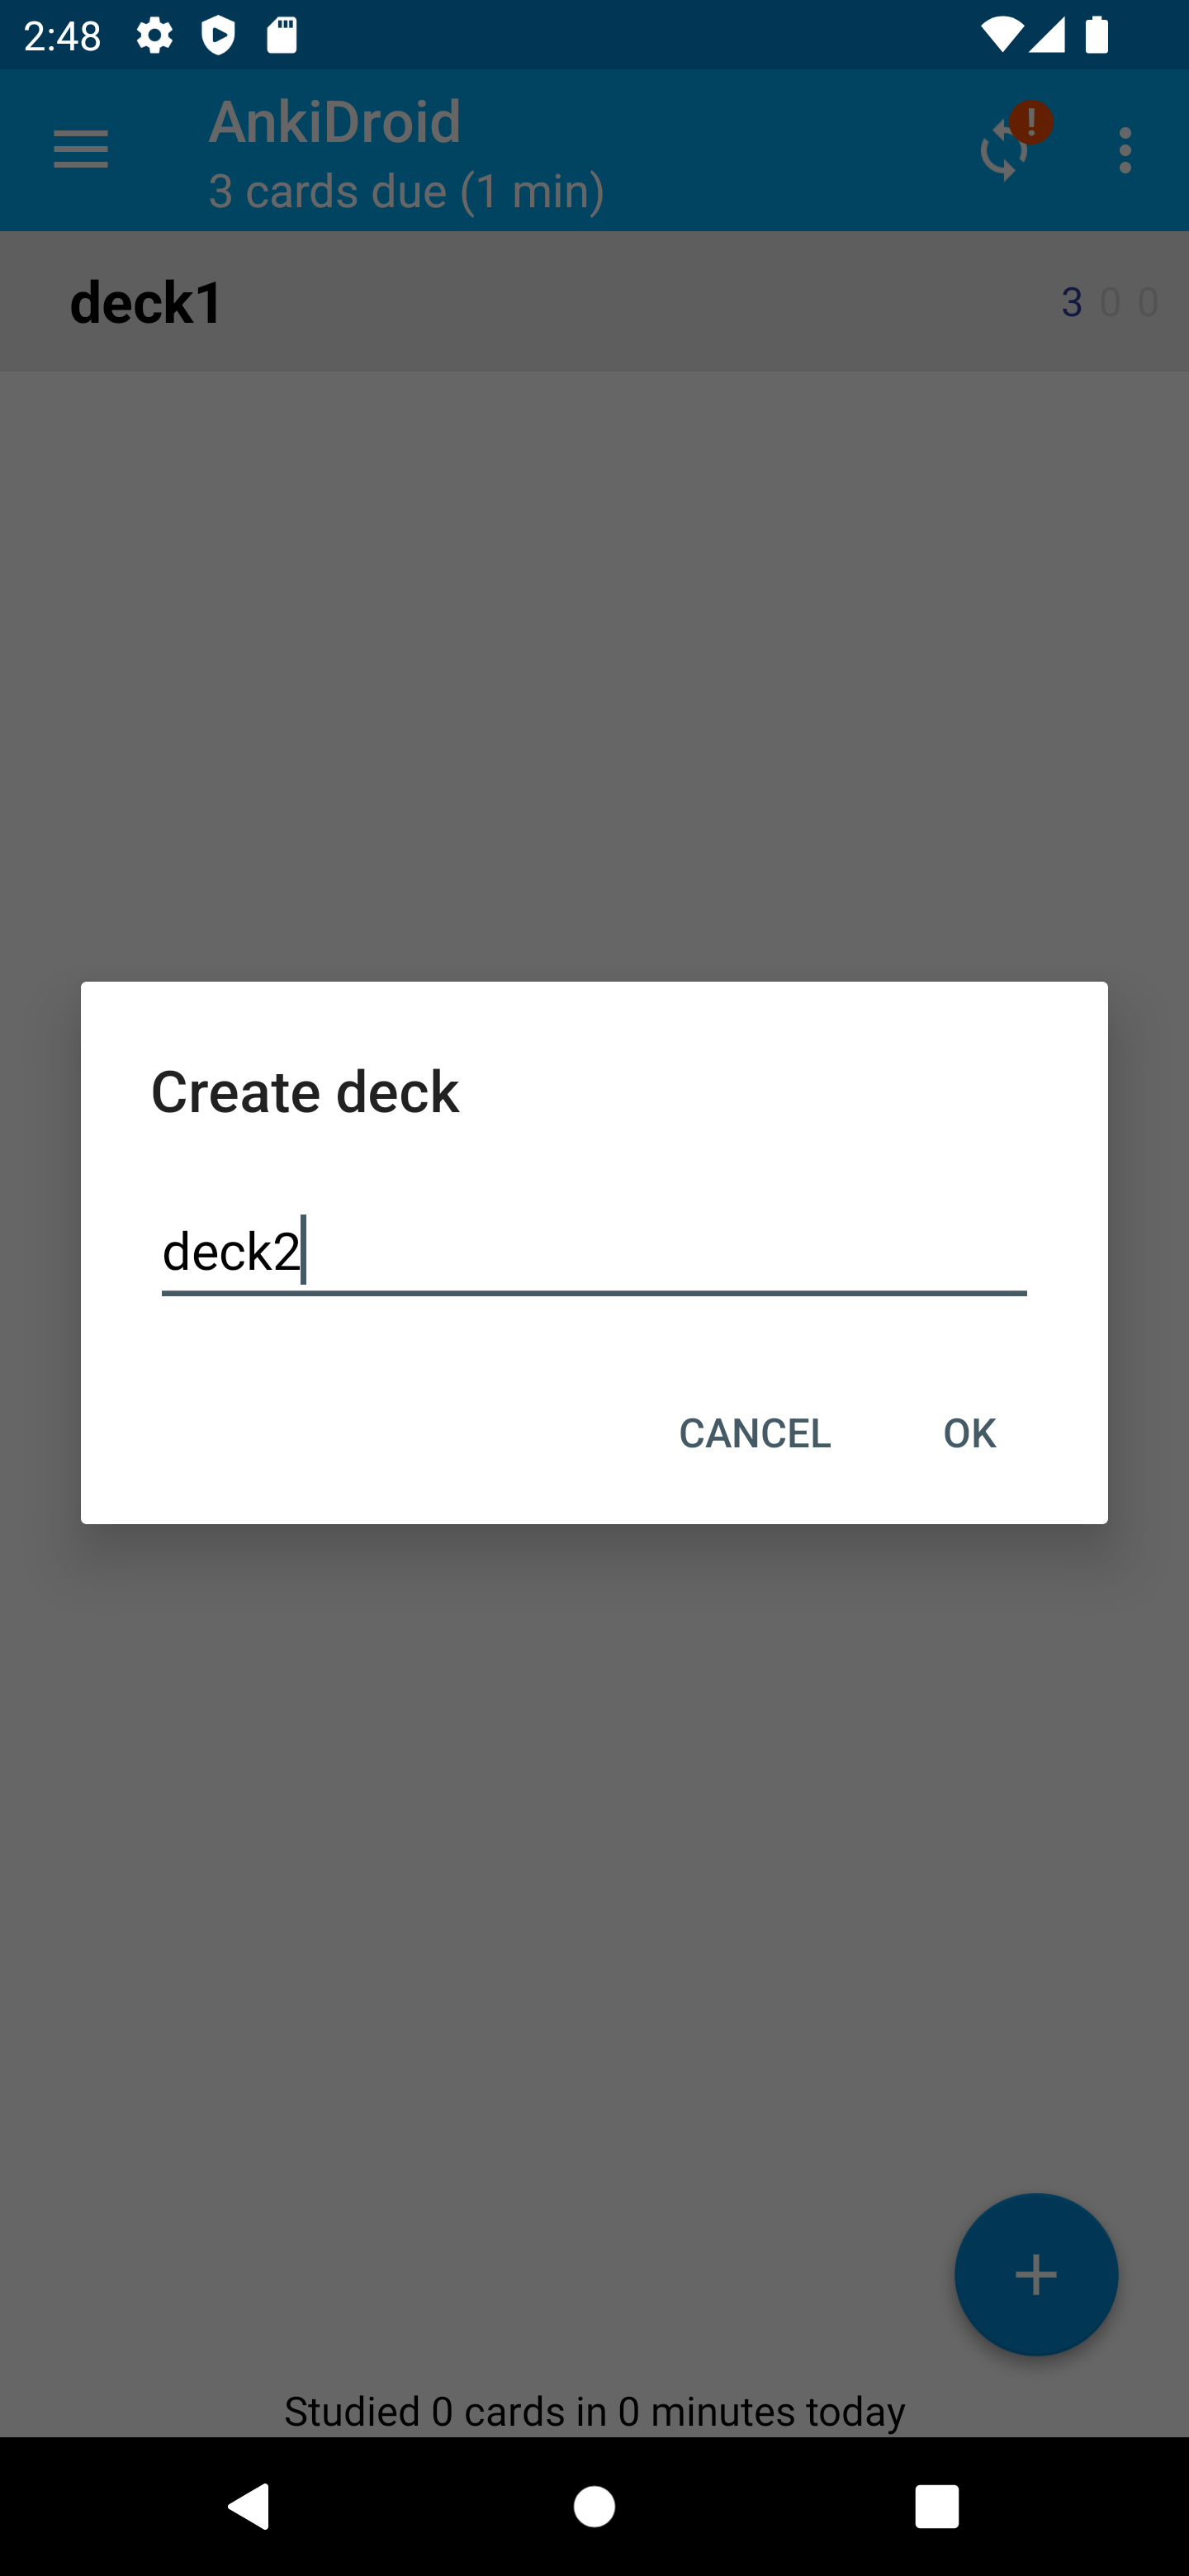 2:48
AnkiDroid
!
3 cards due (1 min)
deck1
3 0 0
Create deck
deck2
CANCEL OK
Studied 0 cards in 0 minutes today